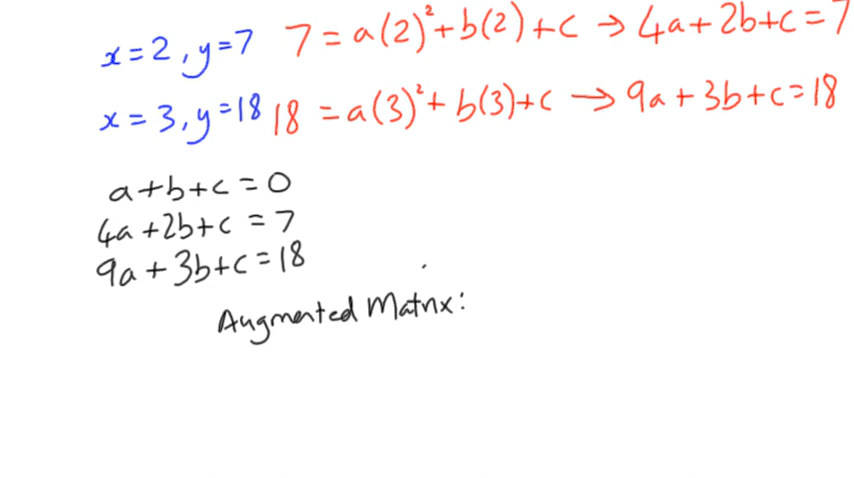 x = 2, y = 7 7 = a(2)² + b(2) + c → 4a + 2b + c = 7
x = 3, y = 18 18 = a(3)² + b(3) + c → 9a + 3b + c = 18
a + b + c = 0
4a + 2b + c = 7
9a + 3b + c = 18
Augmented Matrix: